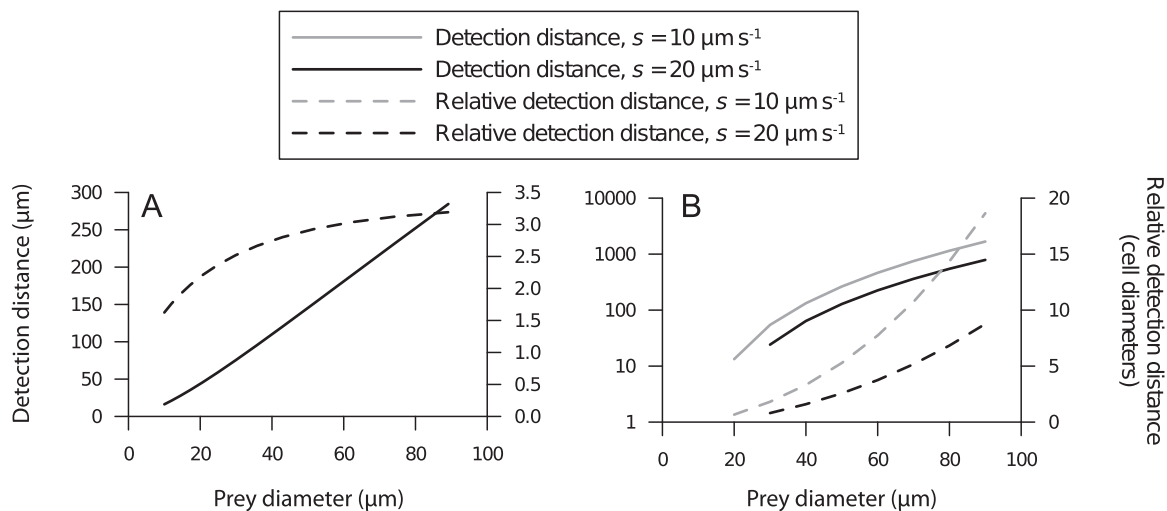 Detection distance, s = 10 µm s-1
Detection distance, s = 20 µm s-1
Relative detection distance, s = 10 µm s-1
Relative detection distance, s = 20 µm s-1
A
Detection distance (µm)
300
250
200
150
100
50
0
3.5
3.0
2.5
2.0
1.5
1.0
0.5
0.0
0 20 40 60 80 100
Prey diameter (µm)
B
10000
1000
100
10
1
20
15
10
5
0
Relative detection distance
(cell diameters)
0 20 40 60 80 100
Prey diameter (µm)